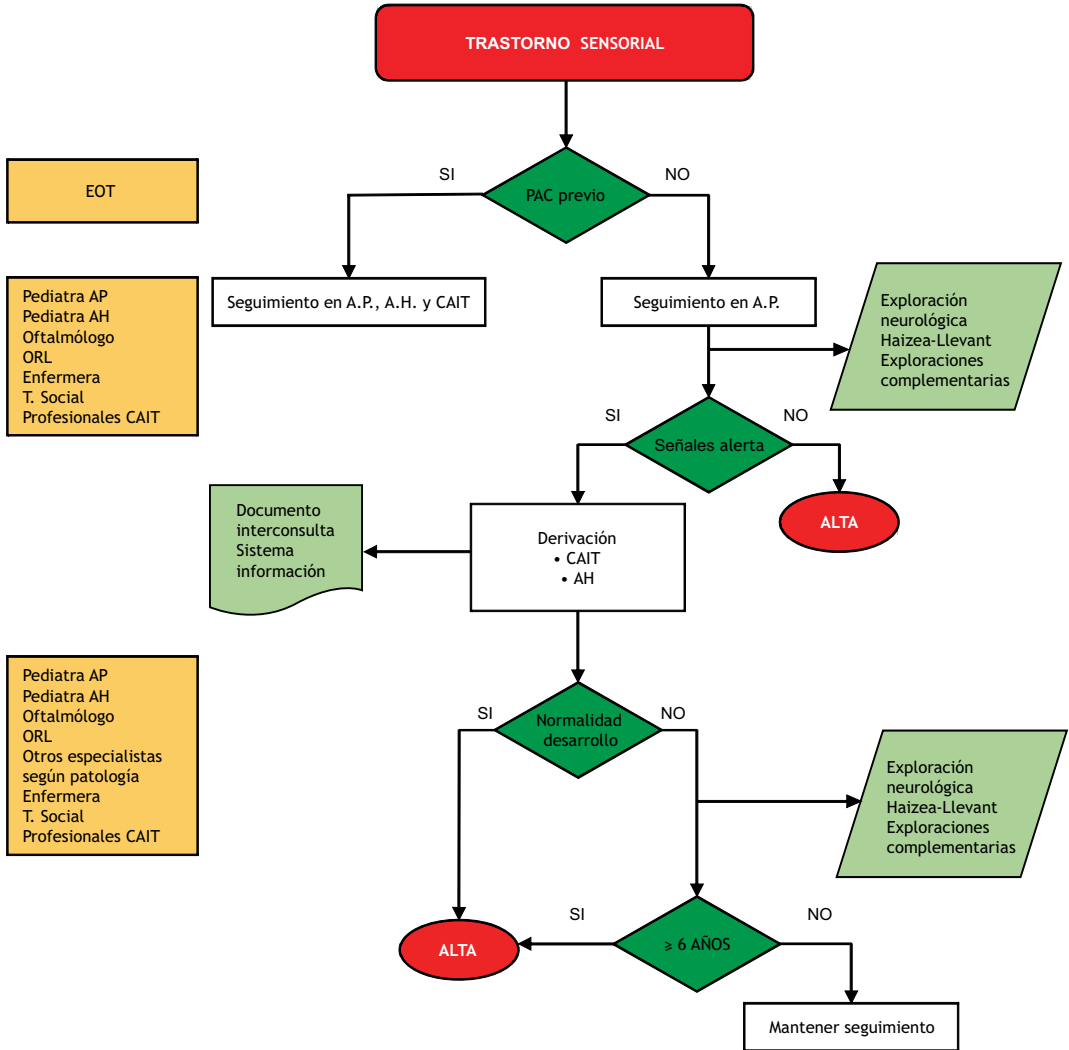 TRASTORNO SENSORIAL
SI
NO
PAC previo
EOT
Seguimiento en A.P., A.H. y CAIT
Seguimiento en A.P.
Pediatra AP
Pediatra AH
Oftalmólogo
ORL
Enfermera
T. Social
Profesionales CAIT
Exploración
neurológica
Haizea-Llevant
Exploraciones
complementarias
SI
NO
Señales alerta
ALTA
Documento
interconsulta
Sistema
información
Derivación
• CAIT
• AH
Pediatra AP
Pediatra AH
Oftalmólogo
ORL
Otros especialistas
según patología
Enfermera
T. Social
Profesionales CAIT
SI
NO
Normalidad
desarrollo
Exploración
neurológica
Haizea-Llevant
Exploraciones
complementarias
SI
NO
ALTA
≥ 6 AÑOS
Mantener seguimiento